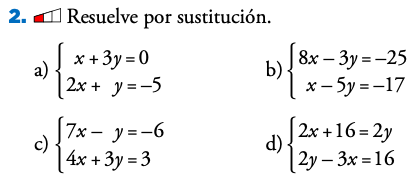 2. Resuelve por sustitución.
a) { x + 3y = 0
2x + y = –5
b) { 8x – 3y = –25
x – 5y = –17
c) { 7x – y = –6
4x + 3y = 3
d) { 2x + 16 = 2y
2y – 3x = 16